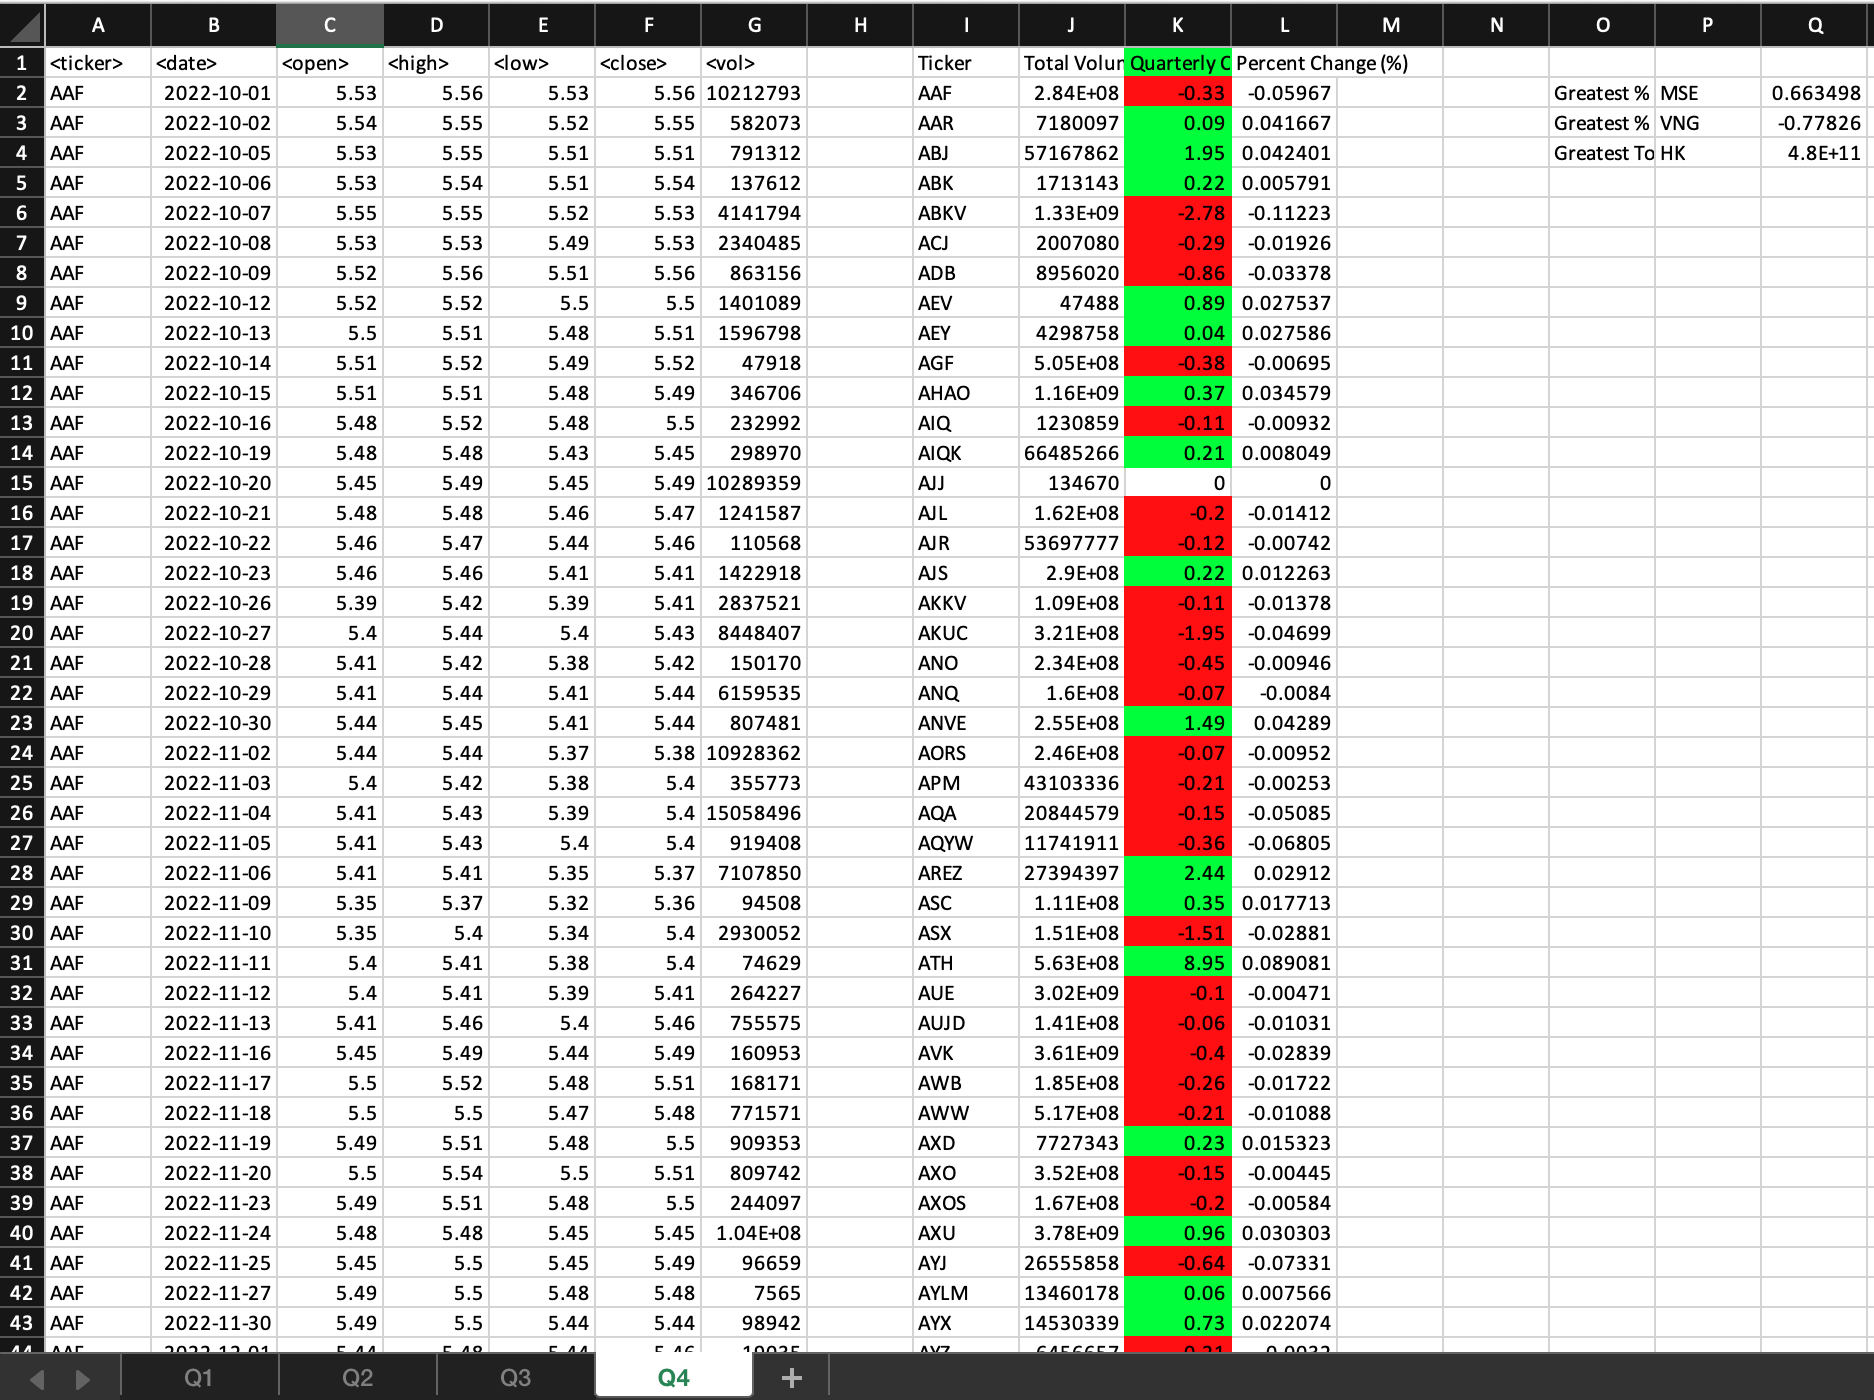 A B C D E F G H I J K L M N O P Q
1 <ticker> <date> <open> <high> <low> <close> <vol> Ticker Total Volur Quarterly C Percent Change (%)
2 AAF 2022-10-01 5.53 5.56 5.53 5.56 10212793 AAF 2.84E+08 -0.33 -0.05967 Greatest % MSE 0.663498
3 AAF 2022-10-02 5.54 5.55 5.52 5.55 582073 AAR 7180097 0.09 0.041667 Greatest % VNG -0.77826
4 AAF 2022-10-05 5.53 5.55 5.51 5.51 791312 ABJ 57167862 1.95 0.042401 Greatest To HK 4.8E+11
5 AAF 2022-10-06 5.53 5.54 5.51 5.54 137612 ABK 1713143 0.22 0.005791
6 AAF 2022-10-07 5.55 5.55 5.52 5.53 4141794 ABKV 1.33E+09 -2.78 -0.11223
7 AAF 2022-10-08 5.53 5.53 5.49 5.53 2340485 ACJ 2007080 -0.29 -0.01926
8 AAF 2022-10-09 5.52 5.56 5.51 5.56 863156 ADB 8956020 -0.86 -0.03378
9 AAF 2022-10-12 5.52 5.52 5.5 5.5 1401089 AEV 47488 0.89 0.027537
10 AAF 2022-10-13 5.5 5.51 5.48 5.51 1596798 AEY 4298758 0.04 0.027586
11 AAF 2022-10-14 5.51 5.52 5.49 5.52 47918 AGF 5.05E+08 -0.38 -0.00695
12 AAF 2022-10-15 5.51 5.51 5.48 5.49 346706 AHAO 1.16E+09 0.37 0.034579
13 AAF 2022-10-16 5.48 5.52 5.48 5.5 232992 AIQ 1230859 -0.11 -0.00932
14 AAF 2022-10-19 5.48 5.48 5.43 5.45 298970 AIQK 66485266 0.21 0.008049
15 AAF 2022-10-20 5.45 5.49 5.45 5.49 10289359 AJJ 134670 0 0
16 AAF 2022-10-21 5.48 5.48 5.46 5.47 1241587 AJL 1.62E+08 -0.2 -0.01412
17 AAF 2022-10-22 5.46 5.47 5.44 5.46 110568 AJR 53697777 -0.12 -0.00742
18 AAF 2022-10-23 5.46 5.46 5.41 5.41 1422918 AJS 2.9E+08 0.22 0.012263
19 AAF 2022-10-26 5.39 5.42 5.39 5.41 2837521 AKKV 1.09E+08 -0.11 -0.01378
20 AAF 2022-10-27 5.4 5.44 5.4 5.43 8448407 AKUC 3.21E+08 -1.95 -0.04699
21 AAF 2022-10-28 5.41 5.42 5.38 5.42 150170 ANO 2.34E+08 -0.45 -0.00946
22 AAF 2022-10-29 5.41 5.44 5.41 5.44 6159535 ANQ 1.6E+08 -0.07 -0.0084
23 AAF 2022-10-30 5.44 5.45 5.41 5.44 807481 ANVE 2.55E+08 1.49 0.04289
24 AAF 2022-11-02 5.44 5.44 5.37 5.38 10928362 AORS 2.46E+08 -0.07 -0.00952
25 AAF 2022-11-03 5.4 5.42 5.38 5.4 355773 APM 43103336 -0.21 -0.00253
26 AAF 2022-11-04 5.41 5.43 5.39 5.4 15058496 AQA 20844579 -0.15 -0.05085
27 AAF 2022-11-05 5.41 5.43 5.4 5.4 919408 AQYW 11741911 -0.36 -0.06805
28 AAF 2022-11-06 5.41 5.41 5.35 5.37 7107850 AREZ 27394397 2.44 0.02912
29 AAF 2022-11-09 5.35 5.37 5.32 5.36 94508 ASC 1.11E+08 0.35 0.017713
30 AAF 2022-11-10 5.35 5.4 5.34 5.4 2930052 ASX 1.51E+08 -1.51 -0.02881
31 AAF 2022-11-11 5.4 5.41 5.38 5.4 74629 ATH 5.63E+08 8.95 0.089081
32 AAF 2022-11-12 5.4 5.41 5.39 5.41 264227 AUE 3.02E+09 -0.1 -0.00471
33 AAF 2022-11-13 5.41 5.46 5.4 5.46 755575 AUJD 1.41E+08 -0.06 -0.01031
34 AAF 2022-11-16 5.45 5.49 5.44 5.49 160953 AVK 3.61E+09 -0.4 -0.02839
35 AAF 2022-11-17 5.5 5.52 5.48 5.51 168171 AWB 1.85E+08 -0.26 -0.01722
36 AAF 2022-11-18 5.5 5.5 5.47 5.48 771571 AWW 5.17E+08 -0.21 -0.01088
37 AAF 2022-11-19 5.49 5.51 5.48 5.5 909353 AXD 7727343 0.23 0.015323
38 AAF 2022-11-20 5.5 5.54 5.5 5.51 809742 AXO 3.52E+08 -0.15 -0.00445
39 AAF 2022-11-23 5.49 5.51 5.48 5.5 244097 AXOS 1.67E+08 -0.2 -0.00584
40 AAF 2022-11-24 5.48 5.48 5.45 5.45 1.04E+08 AXU 3.78E+09 0.96 0.030303
41 AAF 2022-11-25 5.45 5.5 5.45 5.49 96659 AYJ 26555858 -0.64 -0.07331
42 AAF 2022-11-27 5.49 5.5 5.48 5.48 7565 AYLM 13460178 0.06 0.007566
43 AAF 2022-11-30 5.49 5.5 5.44 5.44 98942 AYX 14530339 0.73 0.022074
Q1 Q2 Q3 Q4 +